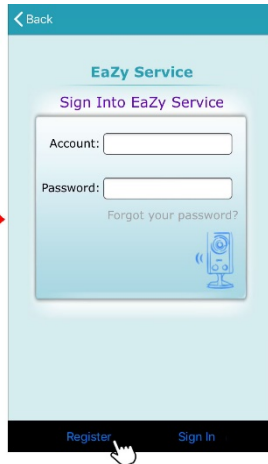 Back
EaZy Service
Sign Into EaZy Service
Account:
Password:
Forgot your password?
Register Sign In